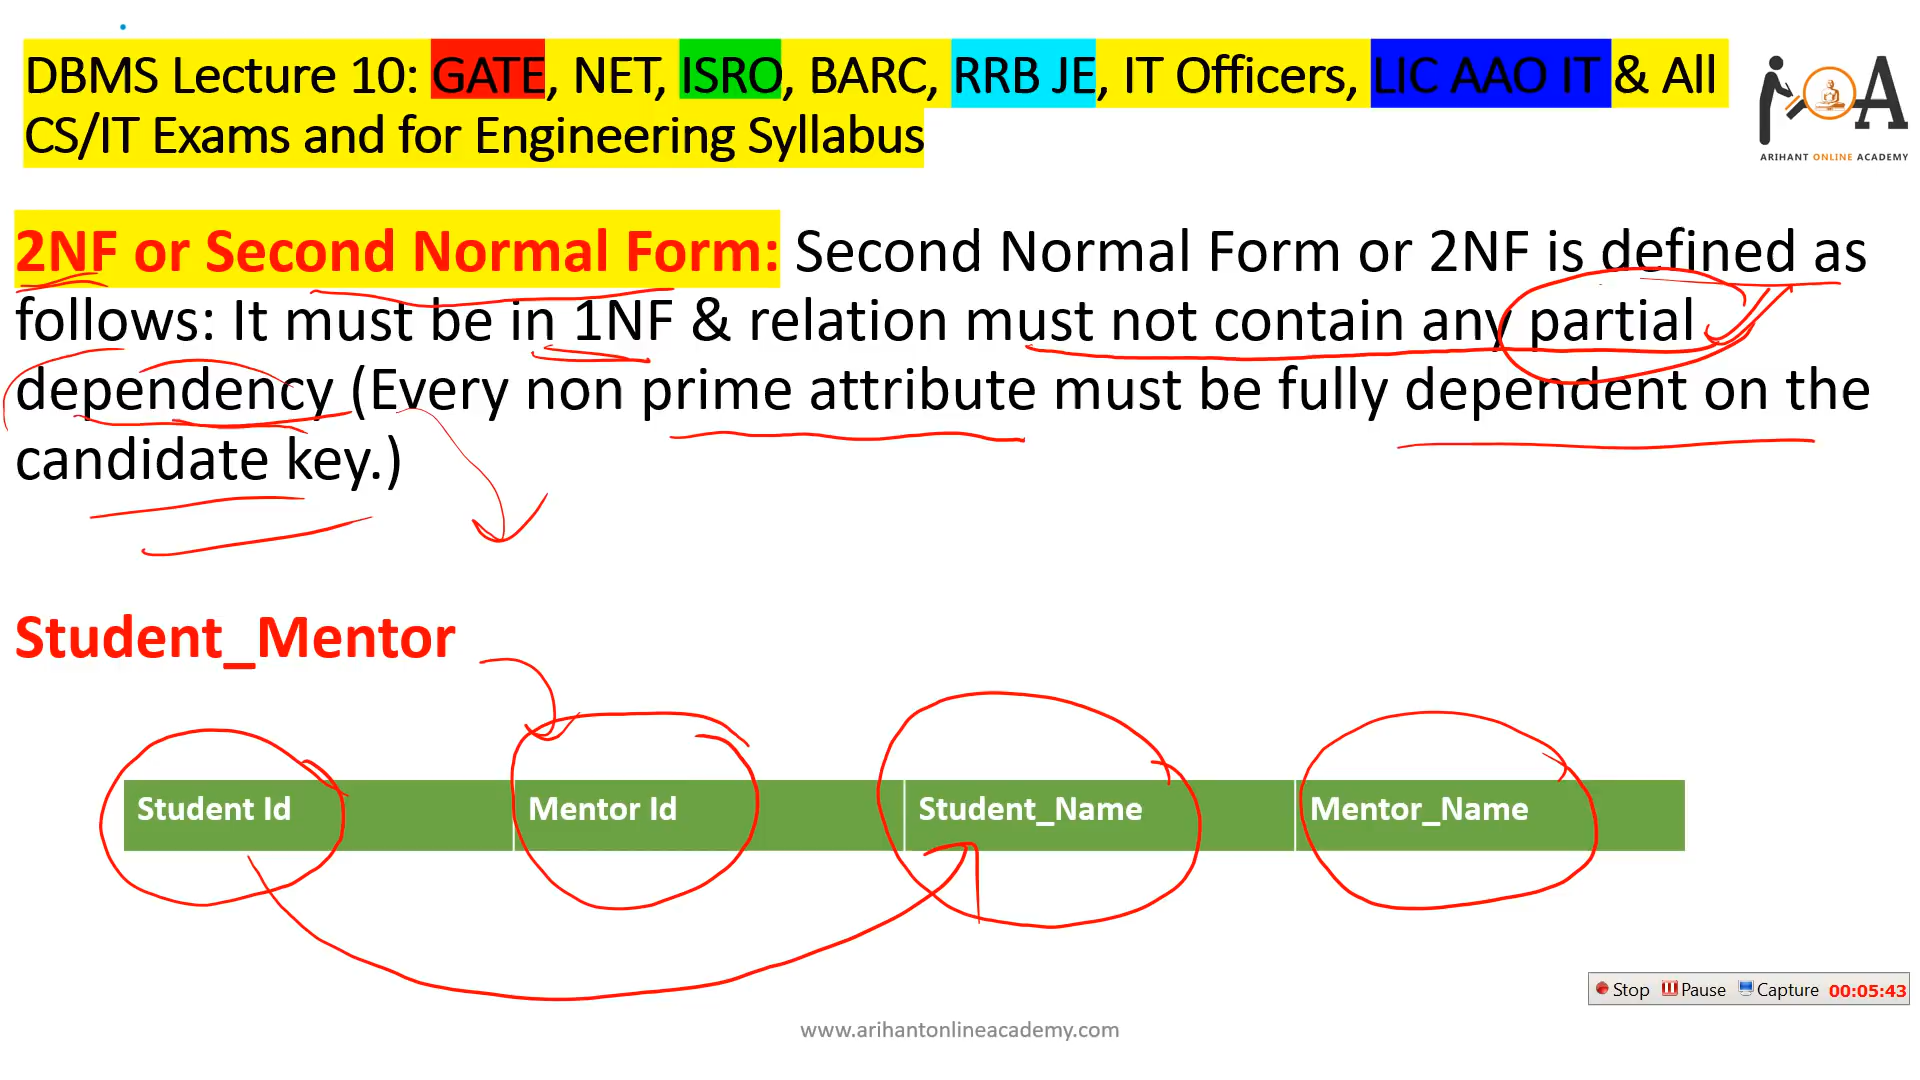 DBMS Lecture 10: GATE, NET, ISRO, BARC, RRB JE, IT Officers, LIC AAO IT & All
CS/IT Exams and for Engineering Syllabus
ARIHANT ONLINE ACADEMY
2NF or Second Normal Form: Second Normal Form or 2NF is defined as
follows: It must be in 1NF & relation must not contain any partial
dependency (Every non prime attribute must be fully dependent on the
candidate key.)
Student_Mentor
Student Id Mentor Id Student_Name Mentor_Name
Stop Pause Capture 00:05:43
www.arihantonlineacademy.com